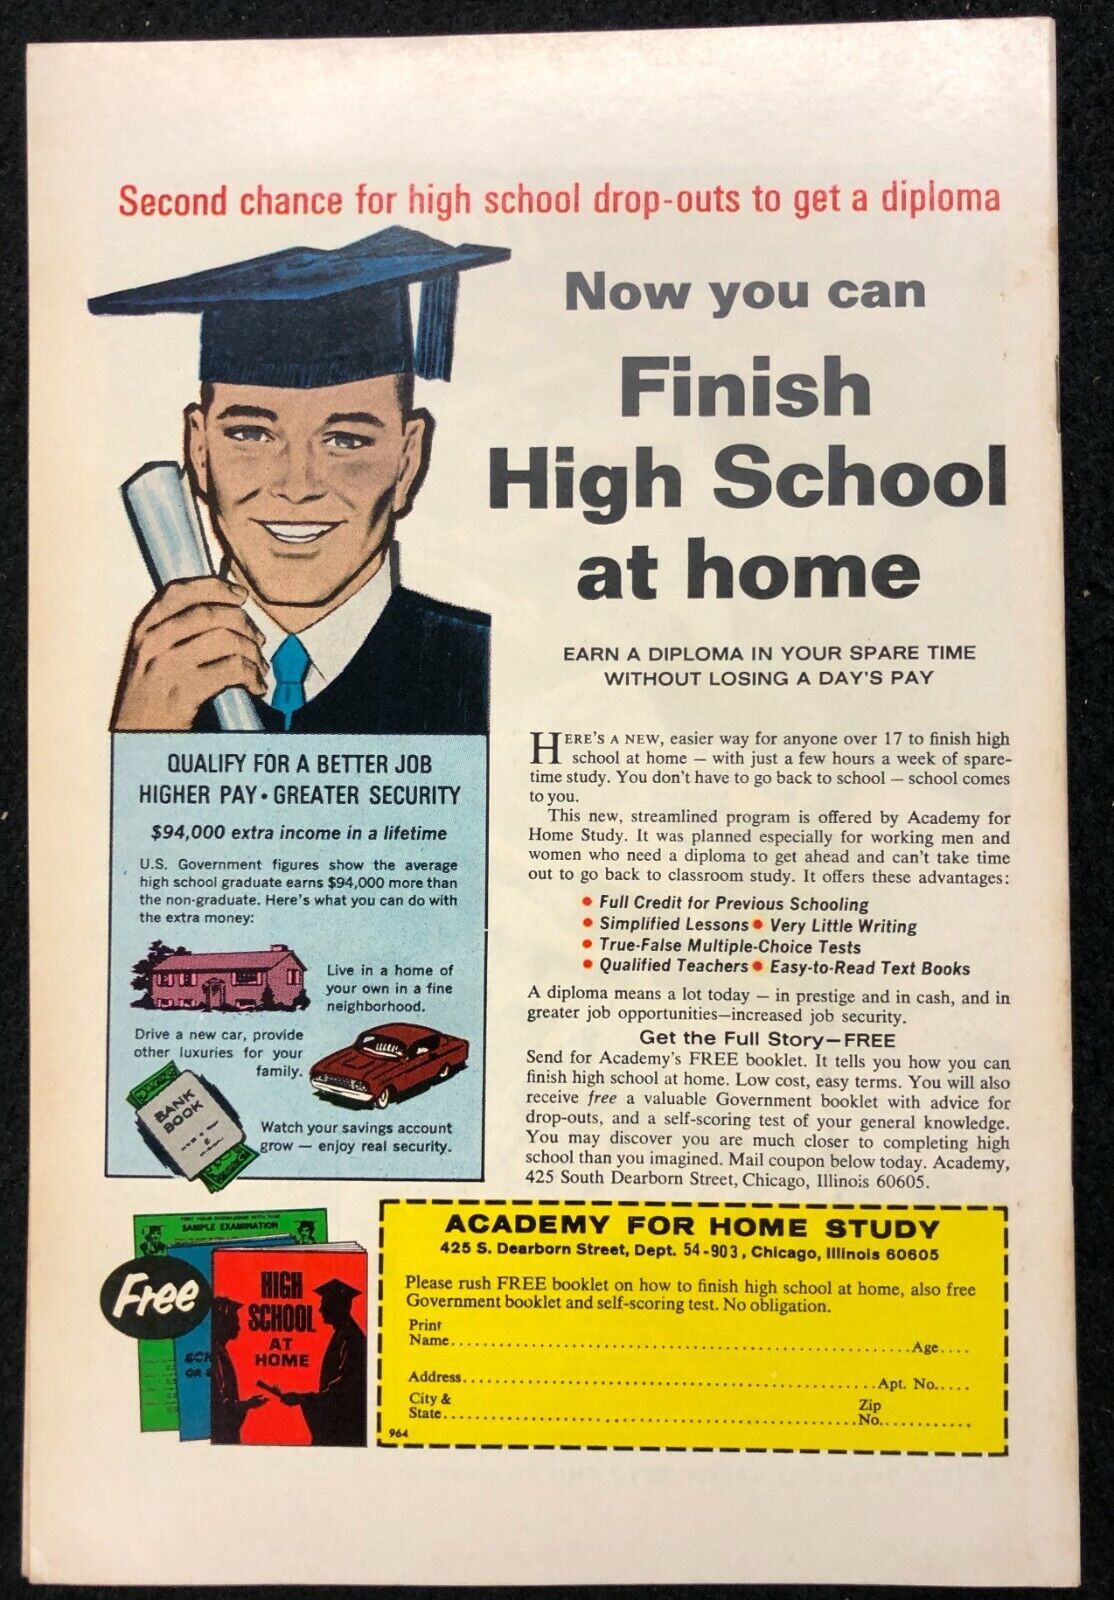 Second chance for high school drop-outs to get a diploma
Now you can
Finish
High School
at home
EARN A DIPLOMA IN YOUR SPARE TIME
WITHOUT LOSING A DAY'S PAY
QUALIFY FOR A BETTER JOB
HIGHER PAY • GREATER SECURITY
$94,000 extra income in a lifetime
U.S. Government figures show the average
high school graduate earns $94,000 more than
the non-graduate. Here's what you can do with
the extra money:
Live in a home of
your own in a fine
neighborhood.
Drive a new car, provide
other luxuries for your
family.
BANK
BOOK
Watch your savings account
grow — enjoy real security.
HERE'S A NEW, easier way for anyone over 17 to finish high
school at home — with just a few hours a week of spare-
time study. You don't have to go back to school — school comes
to you.
This new, streamlined program is offered by Academy for
Home Study. It was planned especially for working men and
women who need a diploma to get ahead and can't take time
out to go back to classroom study. It offers these advantages:
• Full Credit for Previous Schooling
• Simplified Lessons • Very Little Writing
• True-False Multiple-Choice Tests
• Qualified Teachers • Easy-to-Read Text Books
A diploma means a lot today — in prestige and in cash, and in
greater job opportunities—increased job security.
Get the Full Story—FREE
Send for Academy's FREE booklet. It tells you how you can
finish high school at home. Low cost, easy terms. You will also
receive free a valuable Government booklet with advice for
drop-outs, and a self-scoring test of your general knowledge.
You may discover you are much closer to completing high
school than you imagined. Mail coupon below today. Academy,
425 South Dearborn Street, Chicago, Illinois 60605.
SAMPLE EXAMINATION
Free
HIGH
SCHOOL
AT
HOME
ACADEMY FOR HOME STUDY
425 S. Dearborn Street, Dept. 54-903, Chicago, Illinois 60605
Please rush FREE booklet on how to finish high school at home, also free
Government booklet and self-scoring test. No obligation.
Print
Name.......... Age....
Address.......... Apt. No.....
City & Zip
State.......... No..........
964